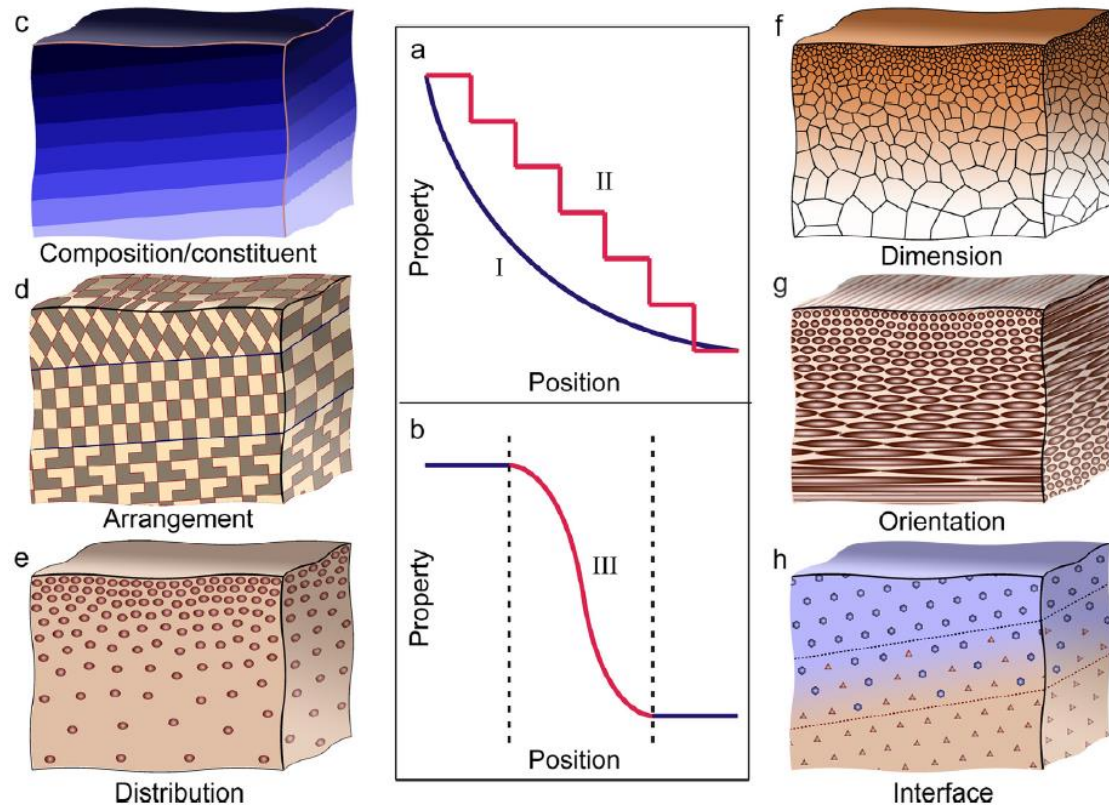 c
Composition/constituent
d
Arrangement
e
Distribution
a
Property
I
II
Position
b
Property
III
Position
f
Dimension
g
Orientation
h
Interface